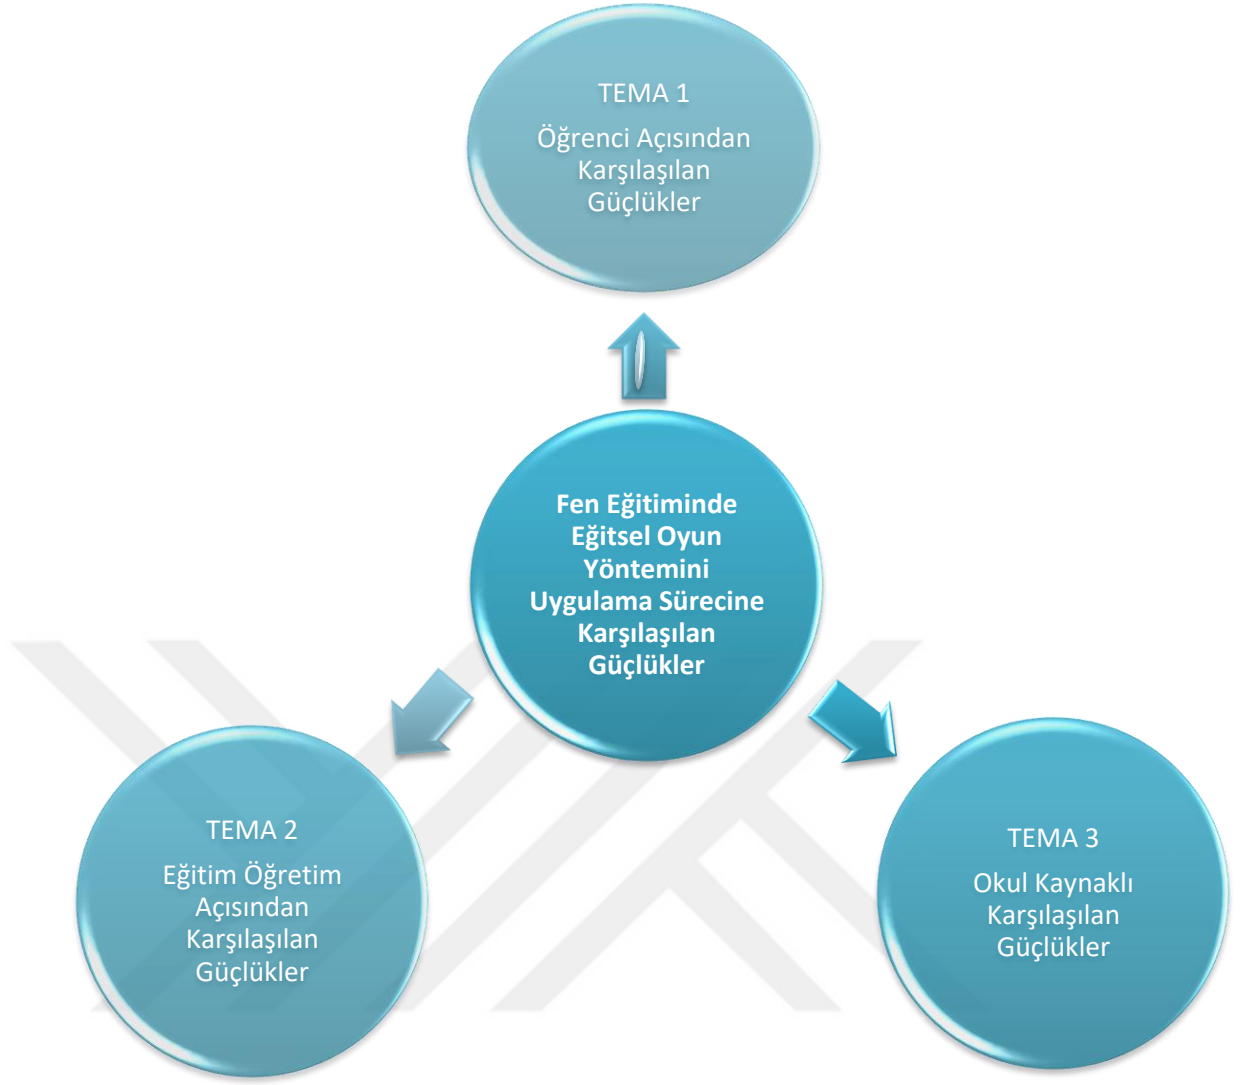 TEMA 1
Öğrenci Açısından
Karşılaşılan
Güçlükler
Fen Eğitiminde
Eğitsel Oyun
Yöntemini
Uygulama Sürecine
Karşılaşılan
Güçlükler
TEMA 2
Eğitim Öğretim
Açısından
Karşılaşılan
Güçlükler
TEMA 3
Okul Kaynaklı
Karşılaşılan
Güçlükler